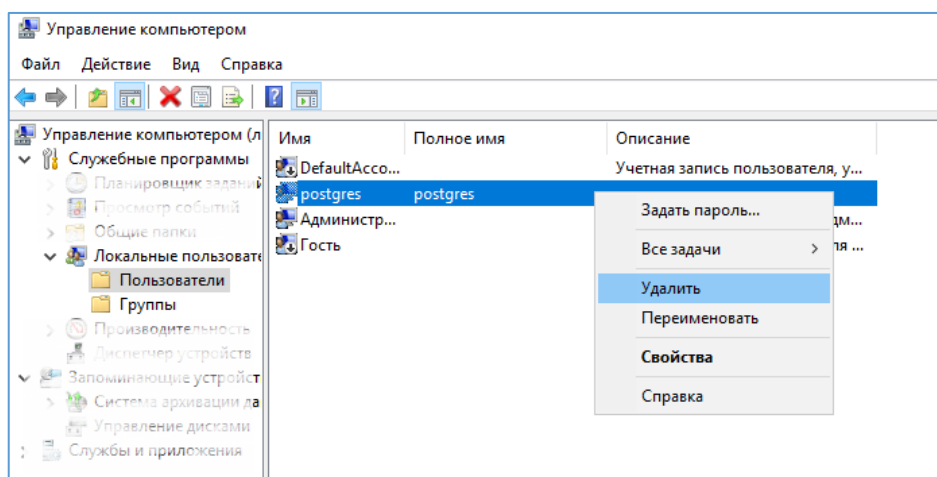 Управление компьютером
Файл Действие Вид Справка
Управление компьютером (л
Служебные программы
Планировщик заданий
Просмотр событий
Общие папки
Локальные пользовате
Пользователи
Группы
Производительность
Диспетчер устройств
Запоминающие устройст
Система архивации да
Управление дисками
Службы и приложения
Имя Полное имя Описание
DefaultAcco... Учетная запись пользователя, у...
postgres postgres
Администр... дм...
Гость ля ...
Задать пароль...
Все задачи
Удалить
Переименовать
Свойства
Справка